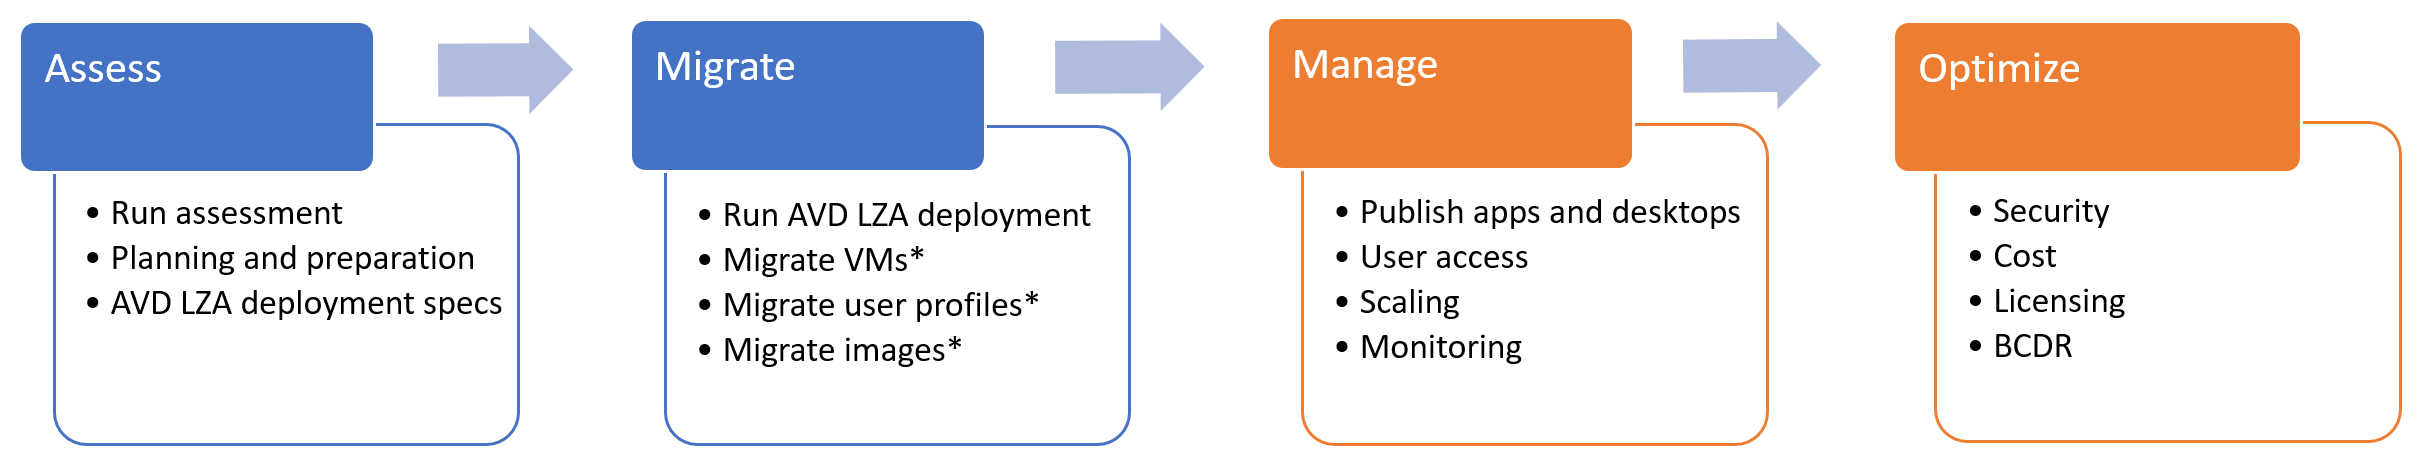 Assess
• Run assessment
• Planning and preparation
• AVD LZA deployment specs
Migrate
• Run AVD LZA deployment
• Migrate VMs*
• Migrate user profiles*
• Migrate images*
Manage
• Publish apps and desktops
• User access
• Scaling
• Monitoring
Optimize
• Security
• Cost
• Licensing
• BCDR